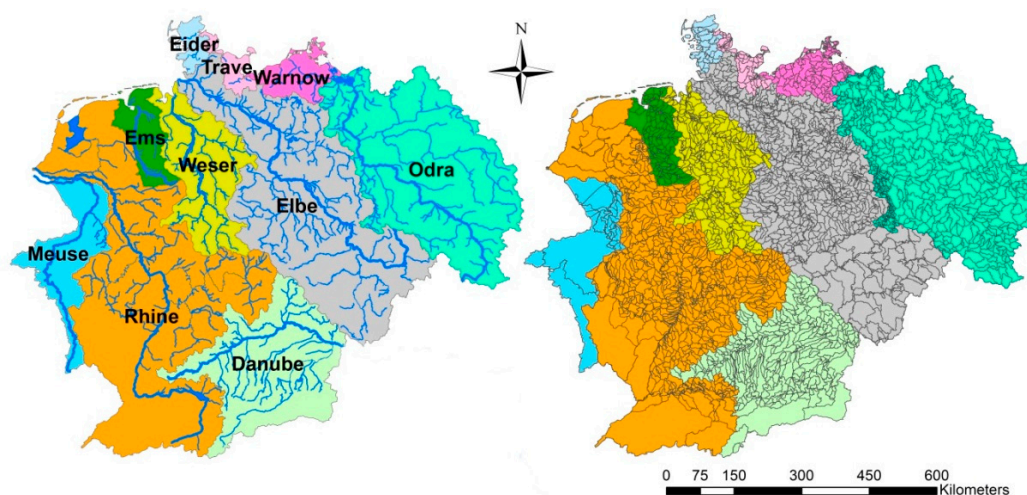 Eider
Trave
Warnow
N
Ems
Weser
Odra
Elbe
Meuse
Rhine
Danube
0 75 150 300 450 600
Kilometers